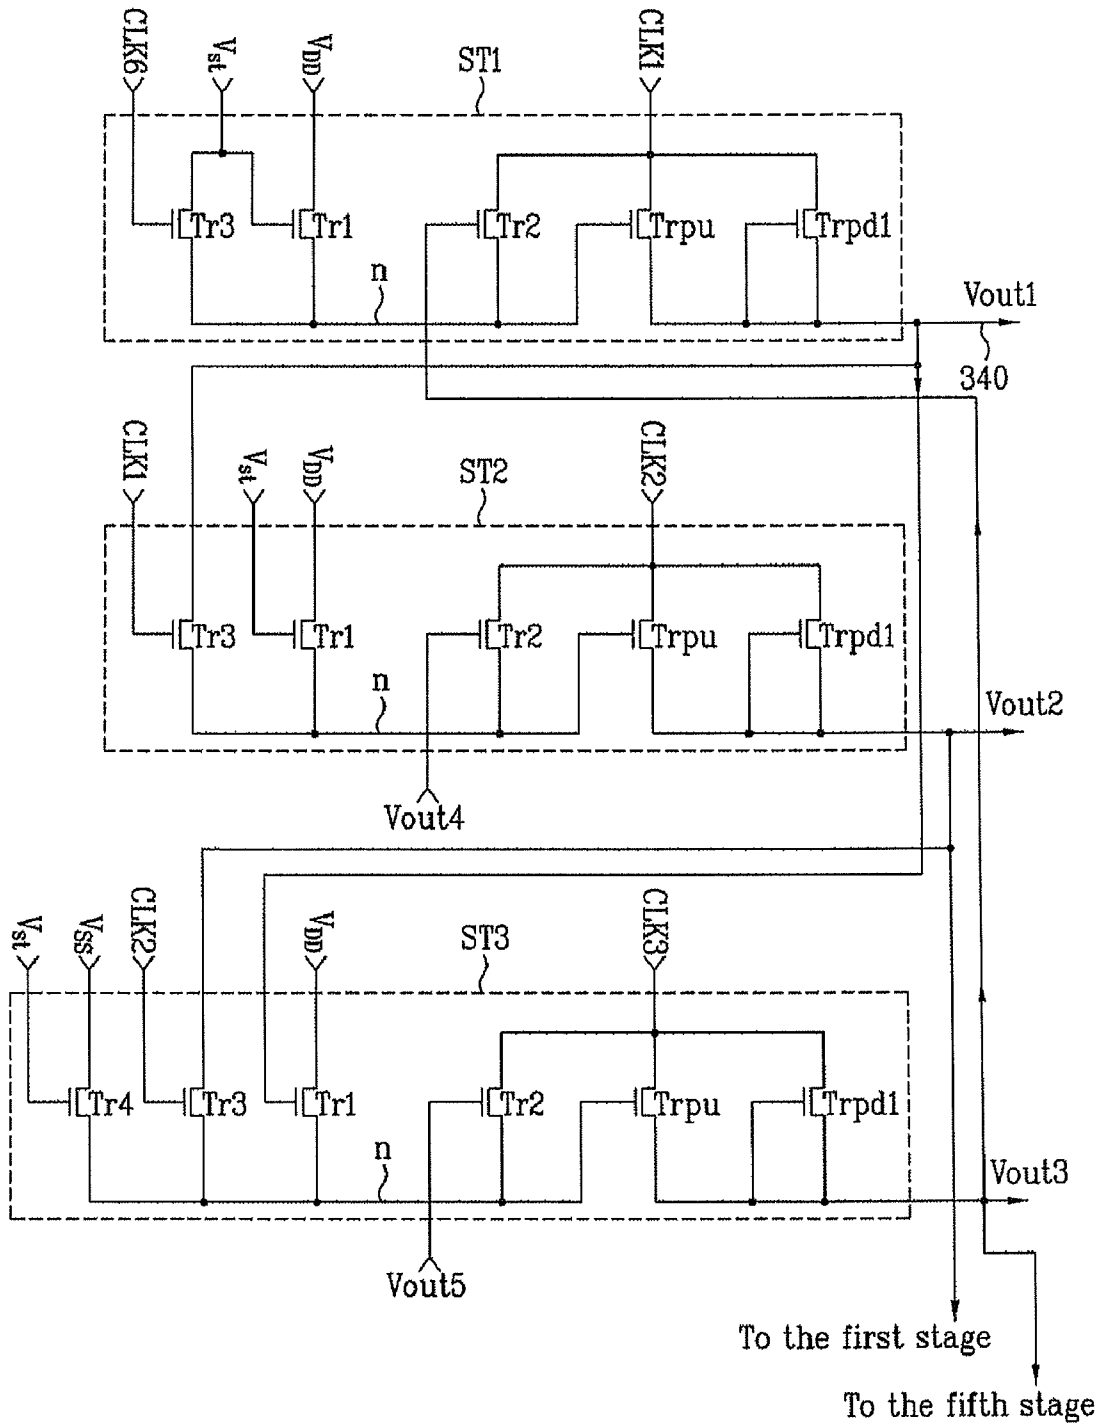 CLK6 Vst VDD ST1 CLK1
Tr3 Tr1 Tr2 Trpu Trpd1
n
Vout1
340
CLK1 Vst VDD ST2 CLK2
Tr3 Tr1 Tr2 Trpu Trpd1
n
Vout2
Vout4
Vst VSS CLK2 VDD ST3 CLK3
Tr4 Tr3 Tr1 Tr2 Trpu Trpd1
n
Vout3
Vout5
To the first stage
To the fifth stage